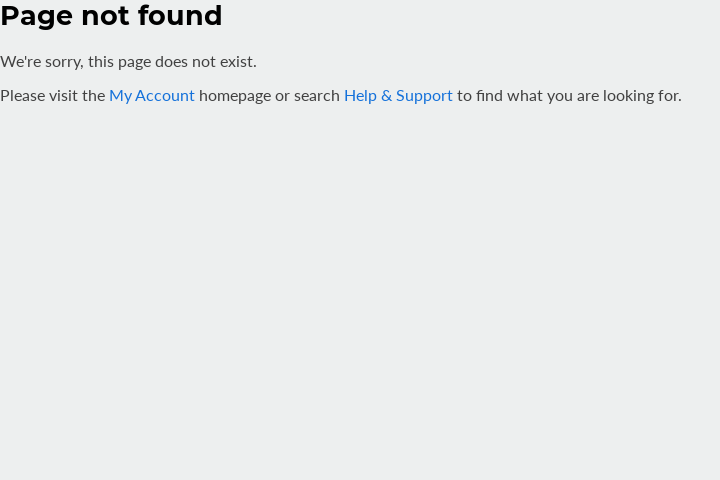 Page not found
We're sorry, this page does not exist.
Please visit the My Account homepage or search Help & Support to find what you are looking for.